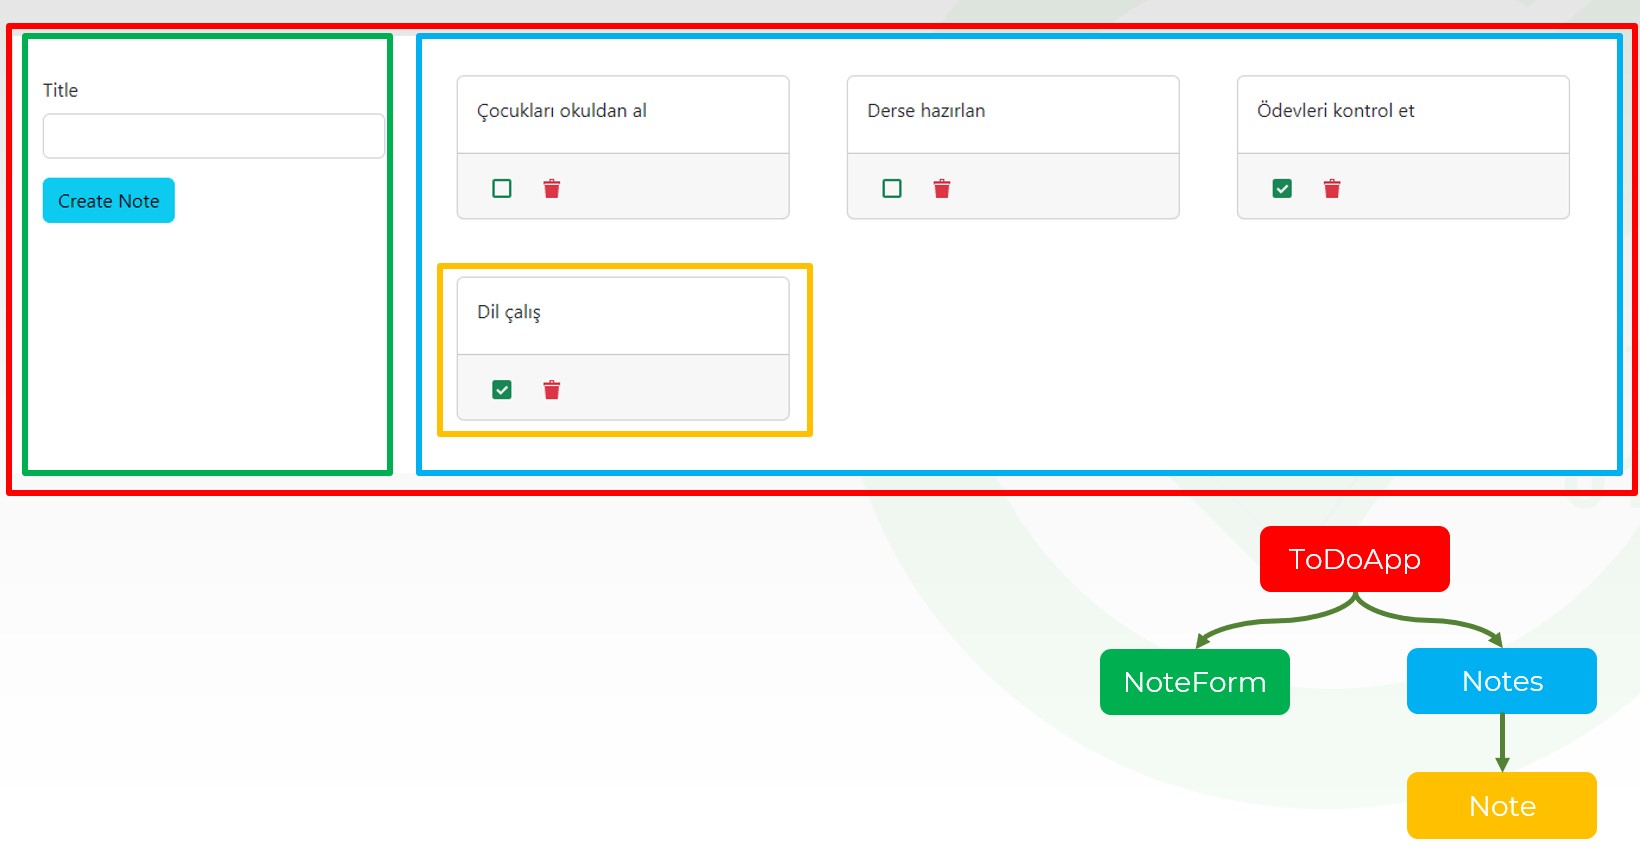 Title
Create Note
Çocukları okuldan al
Derse hazırlan
Ödevleri kontrol et
Dil çalış
ToDoApp
NoteForm
Notes
Note